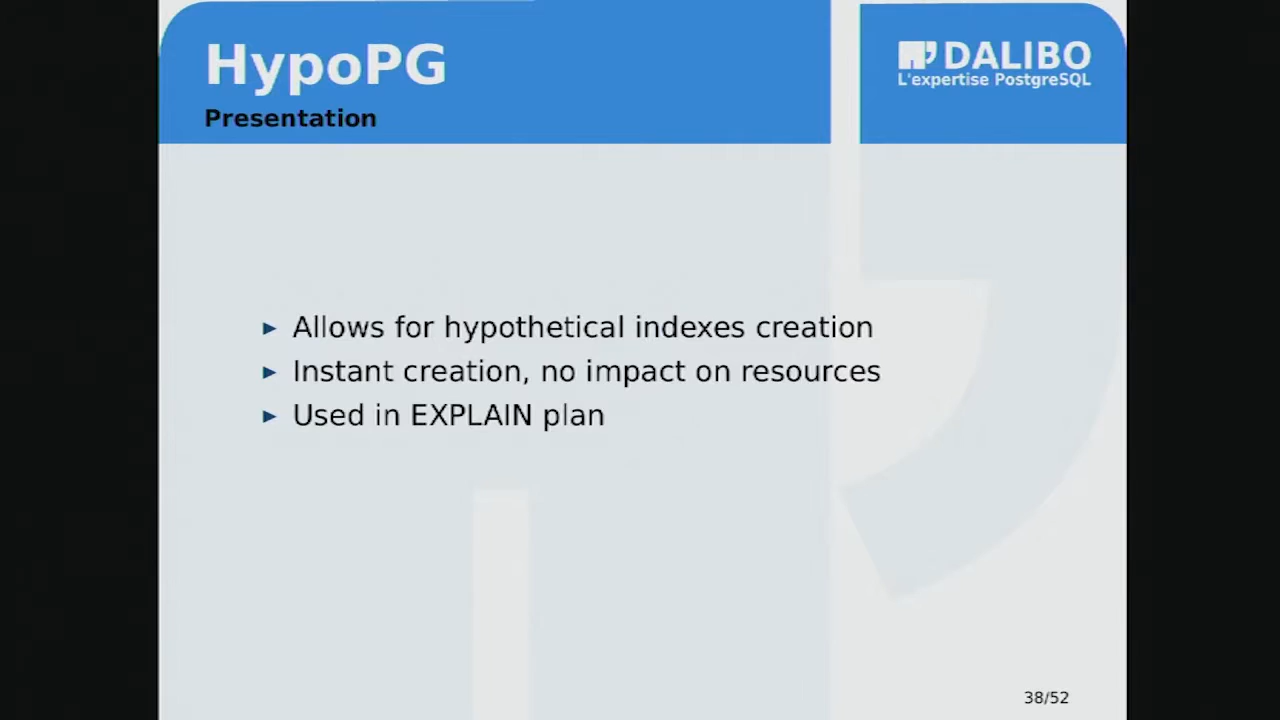 HypoPG
Presentation
DALIBO
L'expertise PostgreSQL
► Allows for hypothetical indexes creation
► Instant creation, no impact on resources
► Used in EXPLAIN plan
38/52